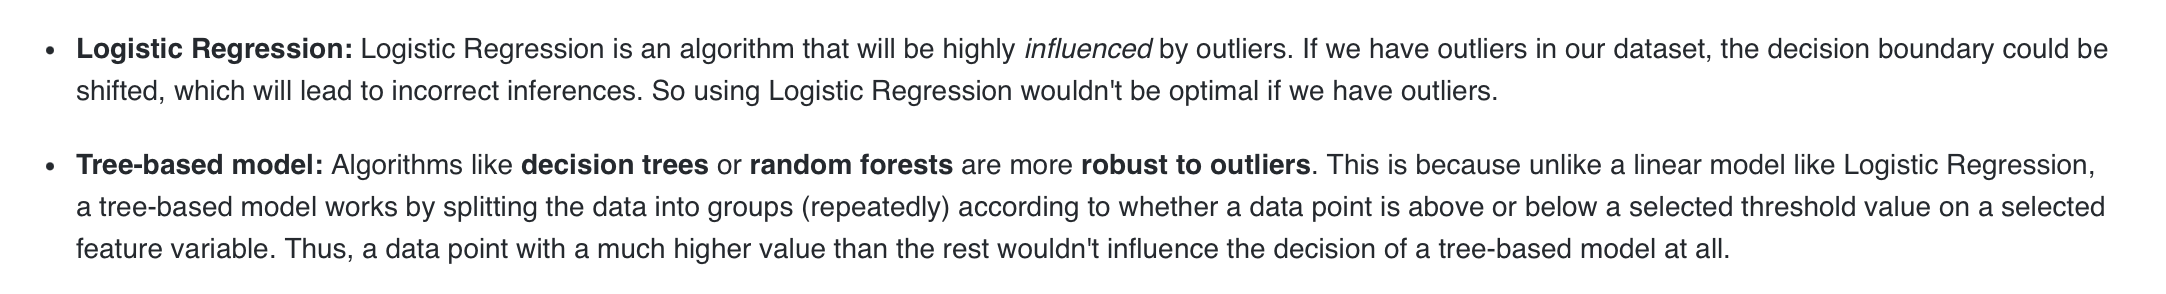 • Logistic Regression: Logistic Regression is an algorithm that will be highly influenced by outliers. If we have outliers in our dataset, the decision boundary could be
shifted, which will lead to incorrect inferences. So using Logistic Regression wouldn't be optimal if we have outliers.
• Tree-based model: Algorithms like decision trees or random forests are more robust to outliers. This is because unlike a linear model like Logistic Regression,
a tree-based model works by splitting the data into groups (repeatedly) according to whether a data point is above or below a selected threshold value on a selected
feature variable. Thus, a data point with a much higher value than the rest wouldn't influence the decision of a tree-based model at all.